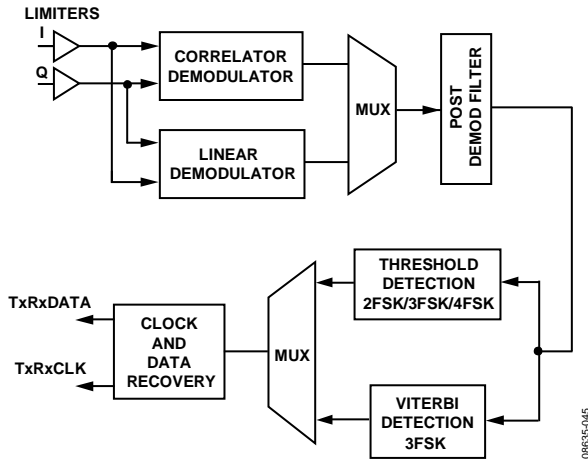 LIMITERS
I
Q
CORRELATOR
DEMODULATOR
LINEAR
DEMODULATOR
MUX
POST
DEMOD FILTER
THRESHOLD
DETECTION
2FSK/3FSK/4FSK
VITERBI
DETECTION
3FSK
MUX
CLOCK
AND
DATA
RECOVERY
TxRxDATA
TxRxCLK
08635-045